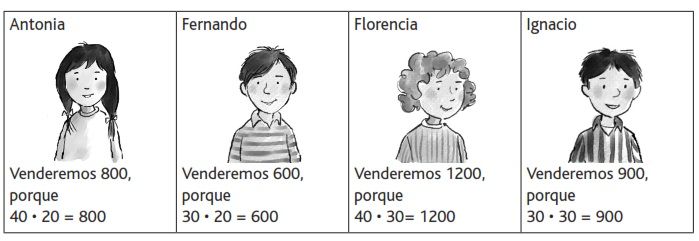 Antonia
Venderemos 800,
porque
40 • 20 = 800
Fernando
Venderemos 600,
porque
30 • 20 = 600
Florencia
Venderemos 1200,
porque
40 • 30= 1200
Ignacio
Venderemos 900,
porque
30 • 30 = 900